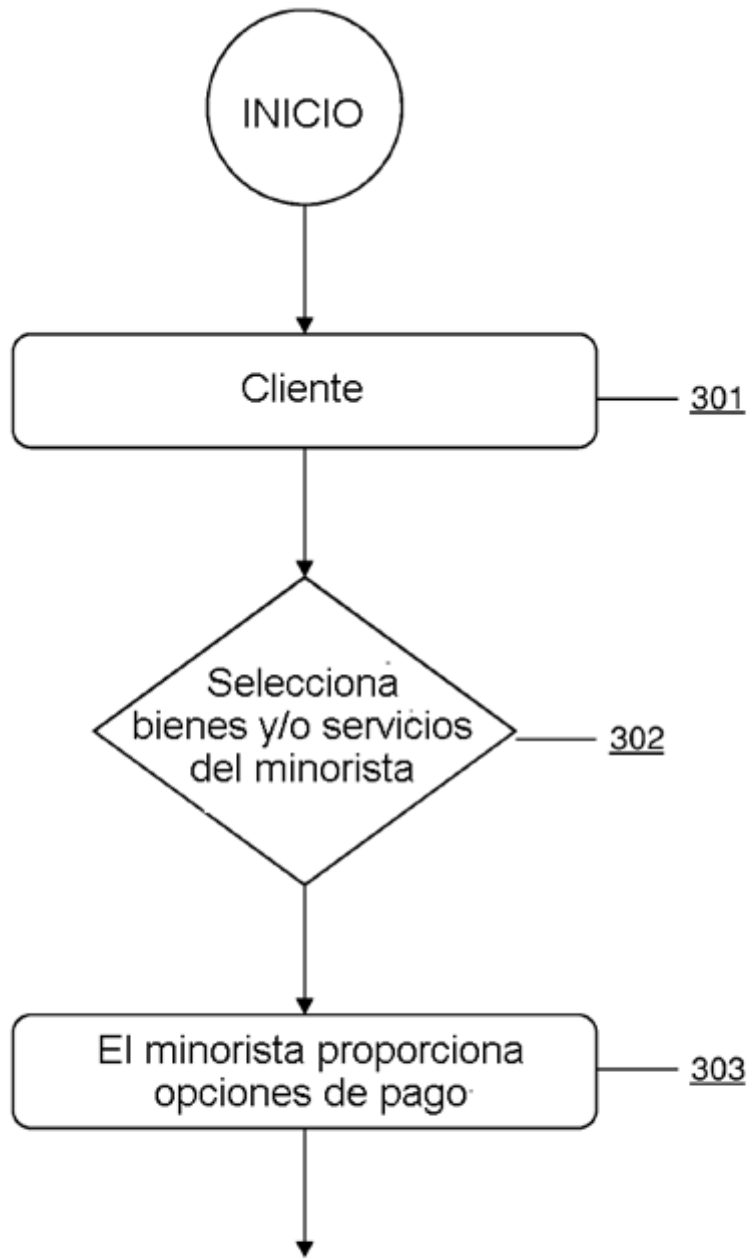 INICIO
Cliente
301
Selecciona
bienes y/o servicios
del minorista
302
El minorista proporciona
opciones de pago
303